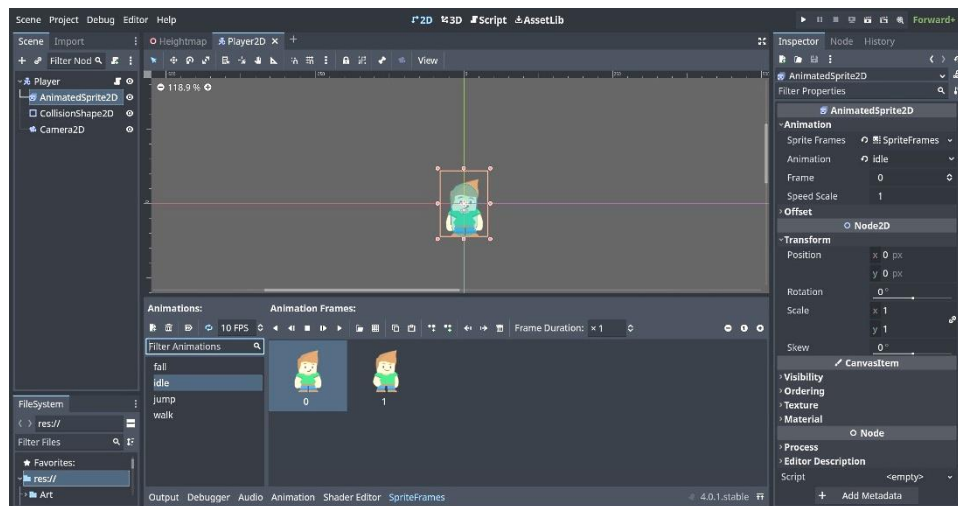 Scene Project Debug Editor Help
2D 3D Script AssetLib
Forward+
Scene Import
Filter Nod
Player
AnimatedSprite2D
CollisionShape2D
Camera2D
FileSystem
res://
Filter Files
Favorites:
res://
Art
Heightmap Player2D
View
118.9 %
Animations:
10 FPS
Filter Animations
fall
idle
jump
walk
Animation Frames:
Frame Duration: ×1
0
1
Output Debugger Audio Animation Shader Editor SpriteFrames
4.0.1.stable
Inspector Node History
AnimatedSprite2D
Filter Properties
AnimatedSprite2D
Animation
Sprite Frames SpriteFrames
Animation idle
Frame 0
Speed Scale 1
Offset
Node2D
Transform
Position x 0 px
y 0 px
Rotation 0 °
Scale x 1
y 1
Skew 0 °
CanvasItem
Visibility
Ordering
Texture
Material
Node
Process
Editor Description
Script <empty>
+ Add Metadata